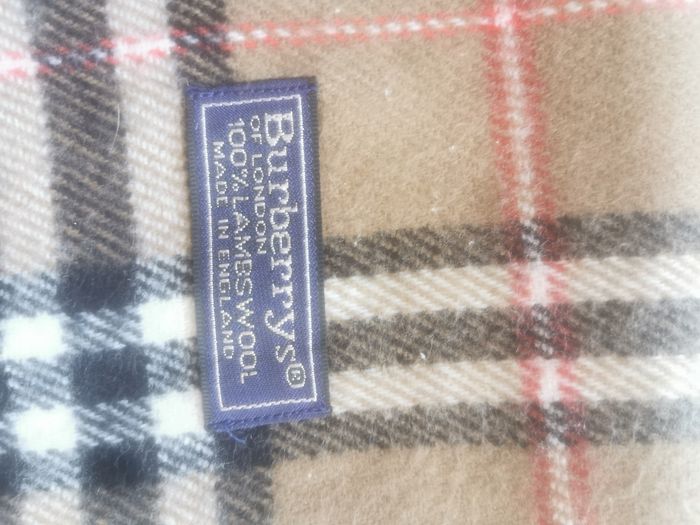 Burberrys®
OF LONDON
100% LAMBSWOOL
MADE IN ENGLAND